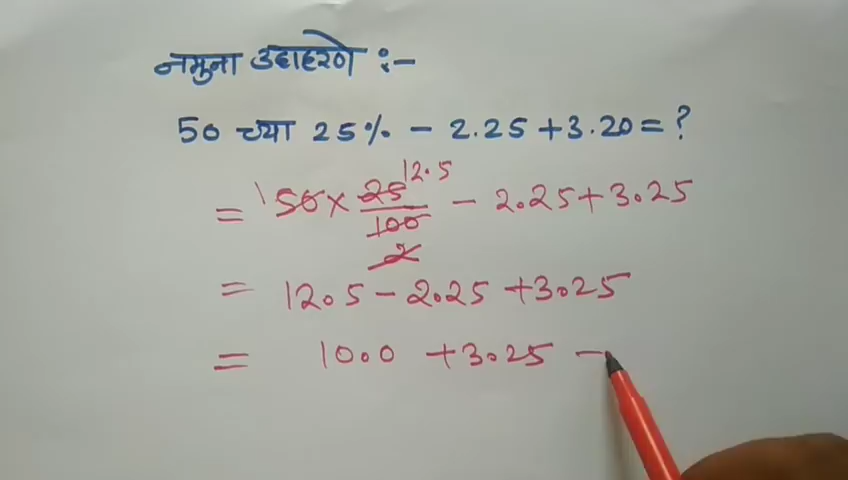 नमुना उदाहरणे :-
50 च्या 25% - 2.25 + 3.20 = ?
= 1 50 × 25/100 12.5 2 - 2.25 + 3.25
= 12.5 - 2.25 + 3.25
= 10.0 + 3.25 -